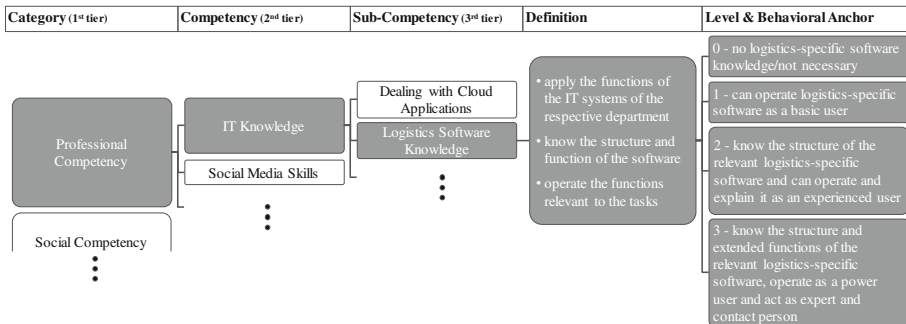 Category (1st tier)
Competency (2nd tier)
Sub-Competency (3rd tier)
Definition
Level & Behavioral Anchor
Professional
Competency
Social Competency
IT Knowledge
Social Media Skills
Dealing with Cloud
Applications
Logistics Software
Knowledge
• apply the functions of
the IT systems of the
respective department
• know the structure and
function of the software
• operate the functions
relevant to the tasks
0 - no logistics-specific software
knowledge/not necessary
1 - can operate logistics-specific
software as a basic user
2 - know the structure of the
relevant logistics-specific
software and can operate and
explain it as an experienced user
3 - know the structure and
extended functions of the
relevant logistics-specific
software, operate as a power
user and act as expert and
contact person